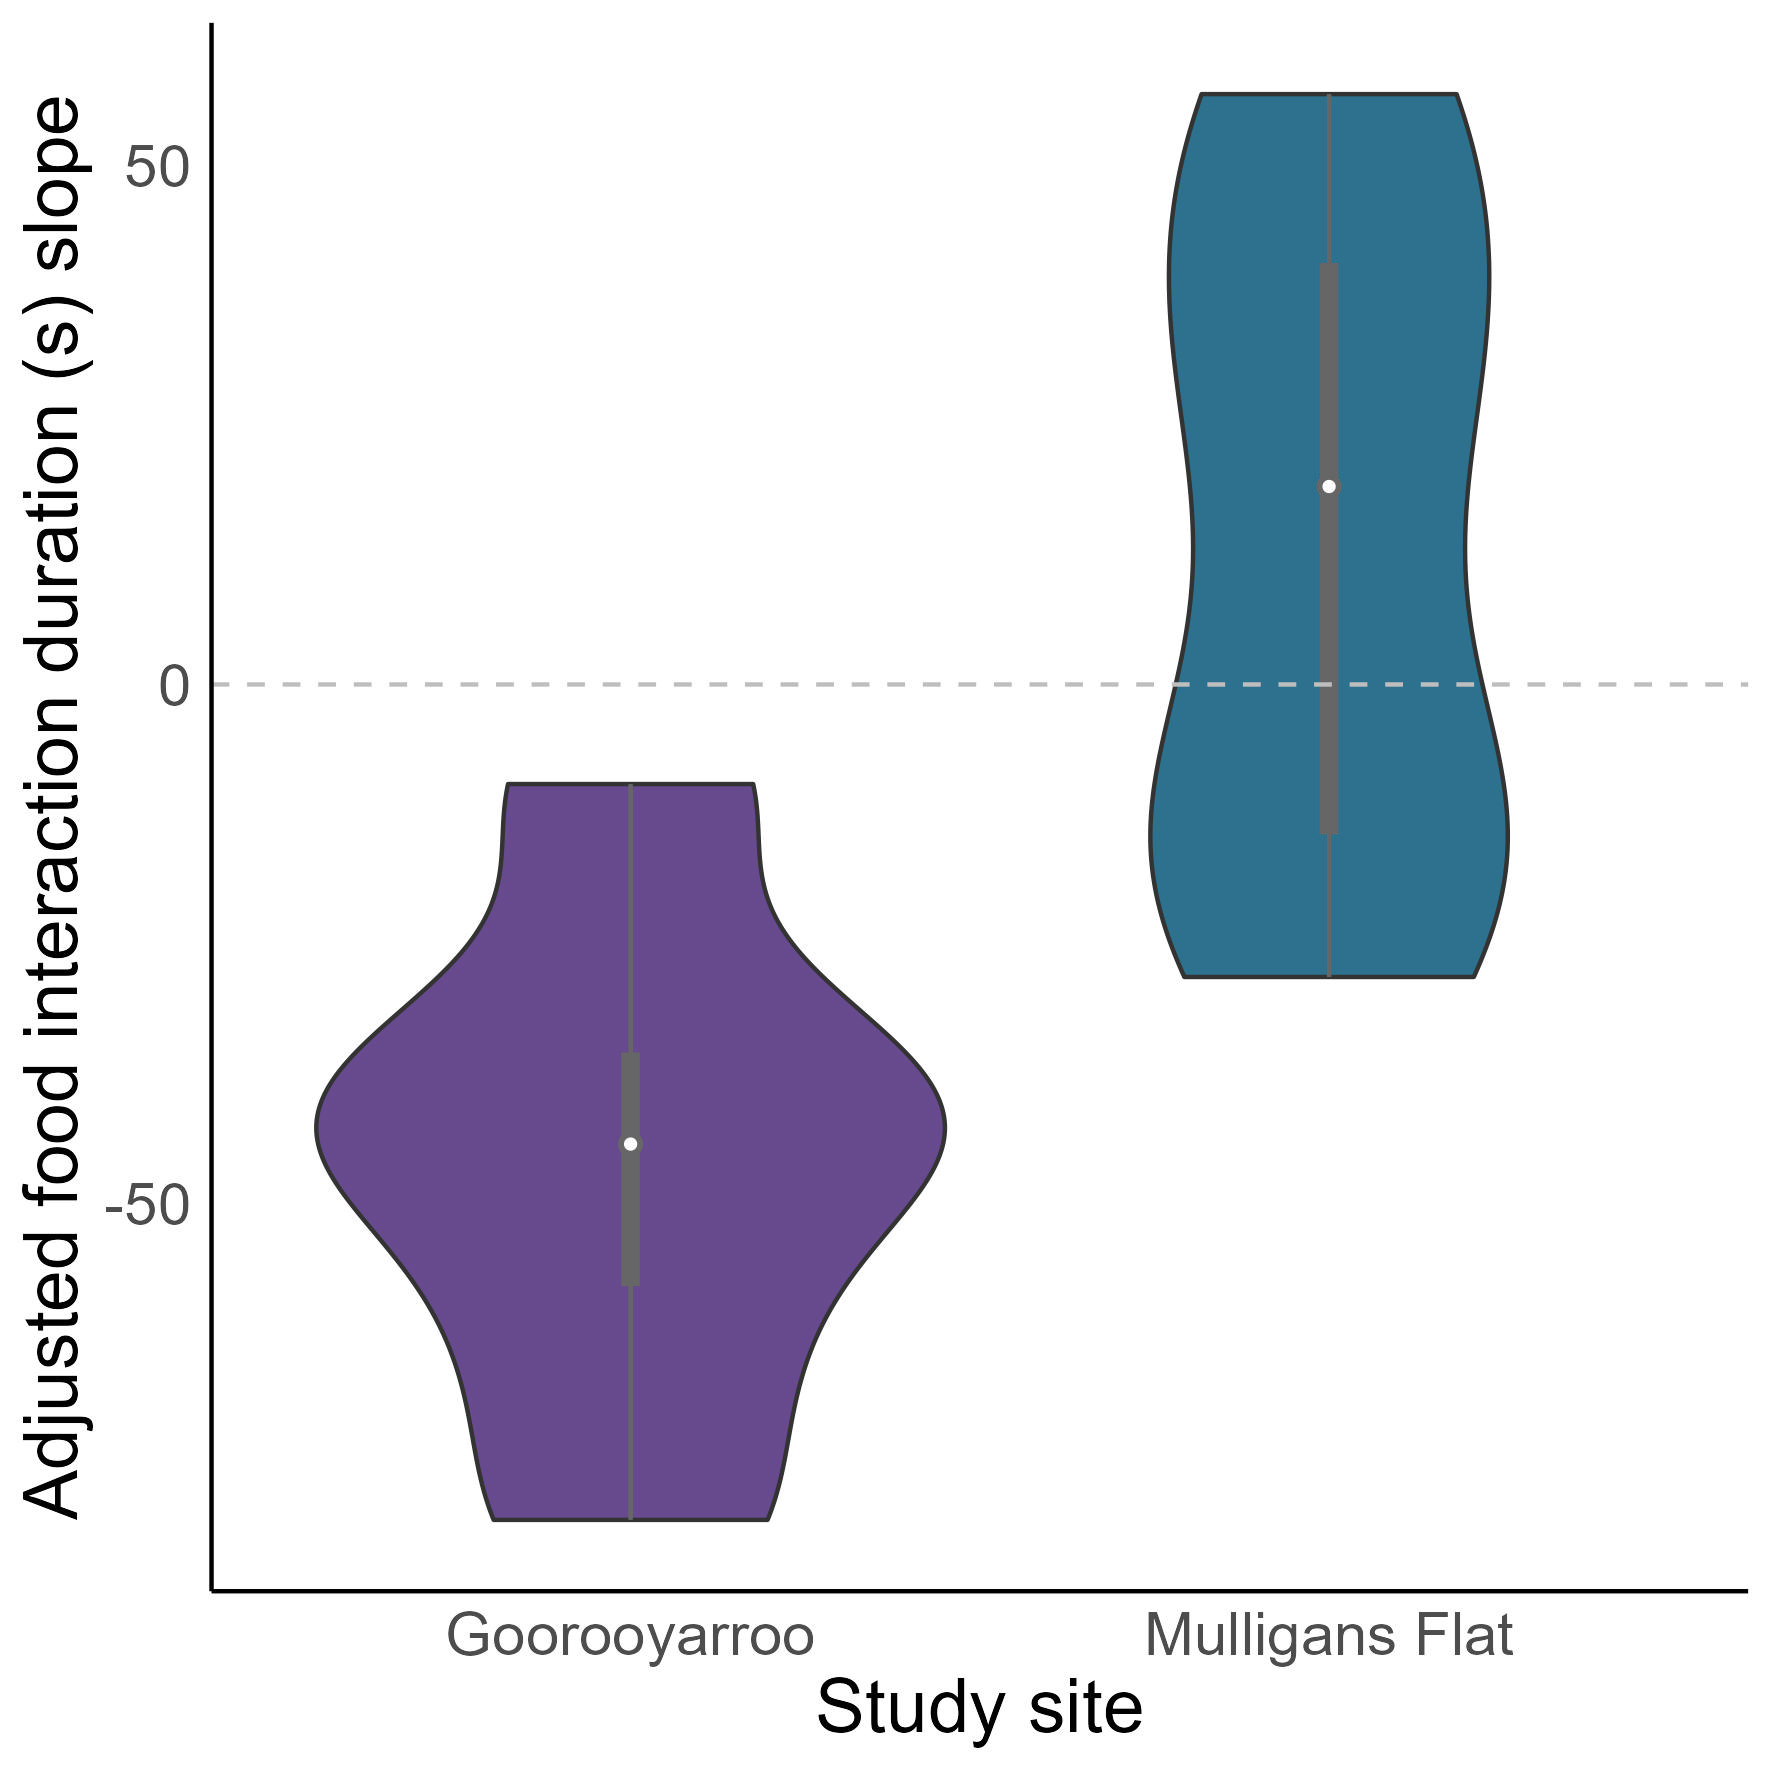 Adjusted food interaction duration (s) slope
50
0
-50
Goorooyarroo
Mulligans Flat
Study site